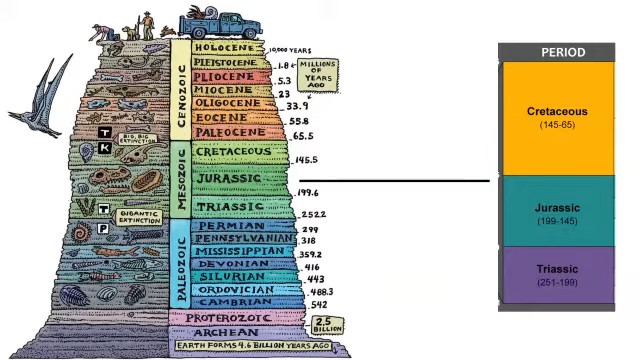 CENOZOIC
MESOZOIC
PALEOZOIC
HOLOCENE
10,000 YEARS
PLEISTOCENE
1.8
MILLIONS
OF
YEARS
AGO
PLIOCENE
5.3
MIOCENE
23
OLIGOCENE
33.9
EOCENE
55.8
PALEOCENE
65.5
T
K
BIG, BIG
EXTINCTION
CRETACEOUS
145.5
JURASSIC
199.6
TRIASSIC
252.2
T
P
GIGANTIC
EXTINCTION
PERMIAN
299
PENNSYLVANIAN
318
MISSISSIPPIAN
359.2
DEVONIAN
416
SILURIAN
443
ORDOVICIAN
488.3
CAMBRIAN
542
PROTEROZOIC
2.5
BILLION
ARCHEAN
EARTH FORMS 4.6 BILLION YEARS AGO
PERIOD
Cretaceous
(145-65)
Jurassic
(199-145)
Triassic
(251-199)